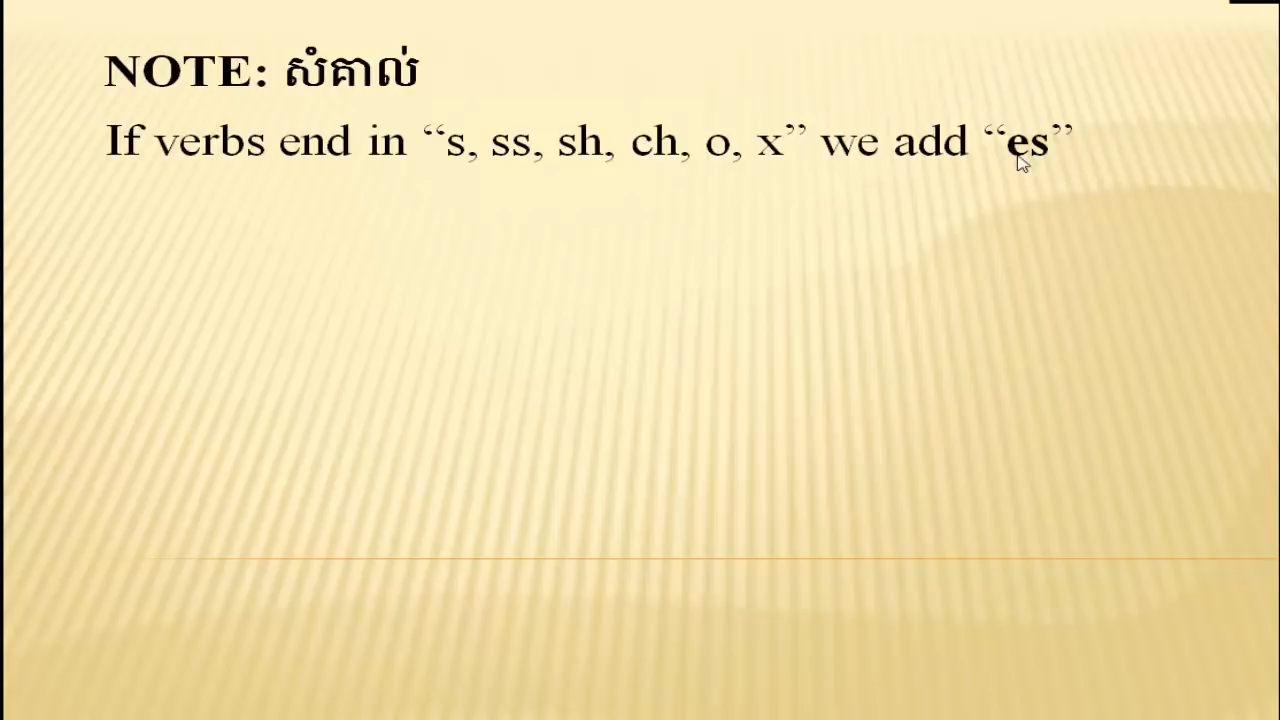 NOTE: សំគាល់
If verbs end in “s, ss, sh, ch, o, x” we add “es”